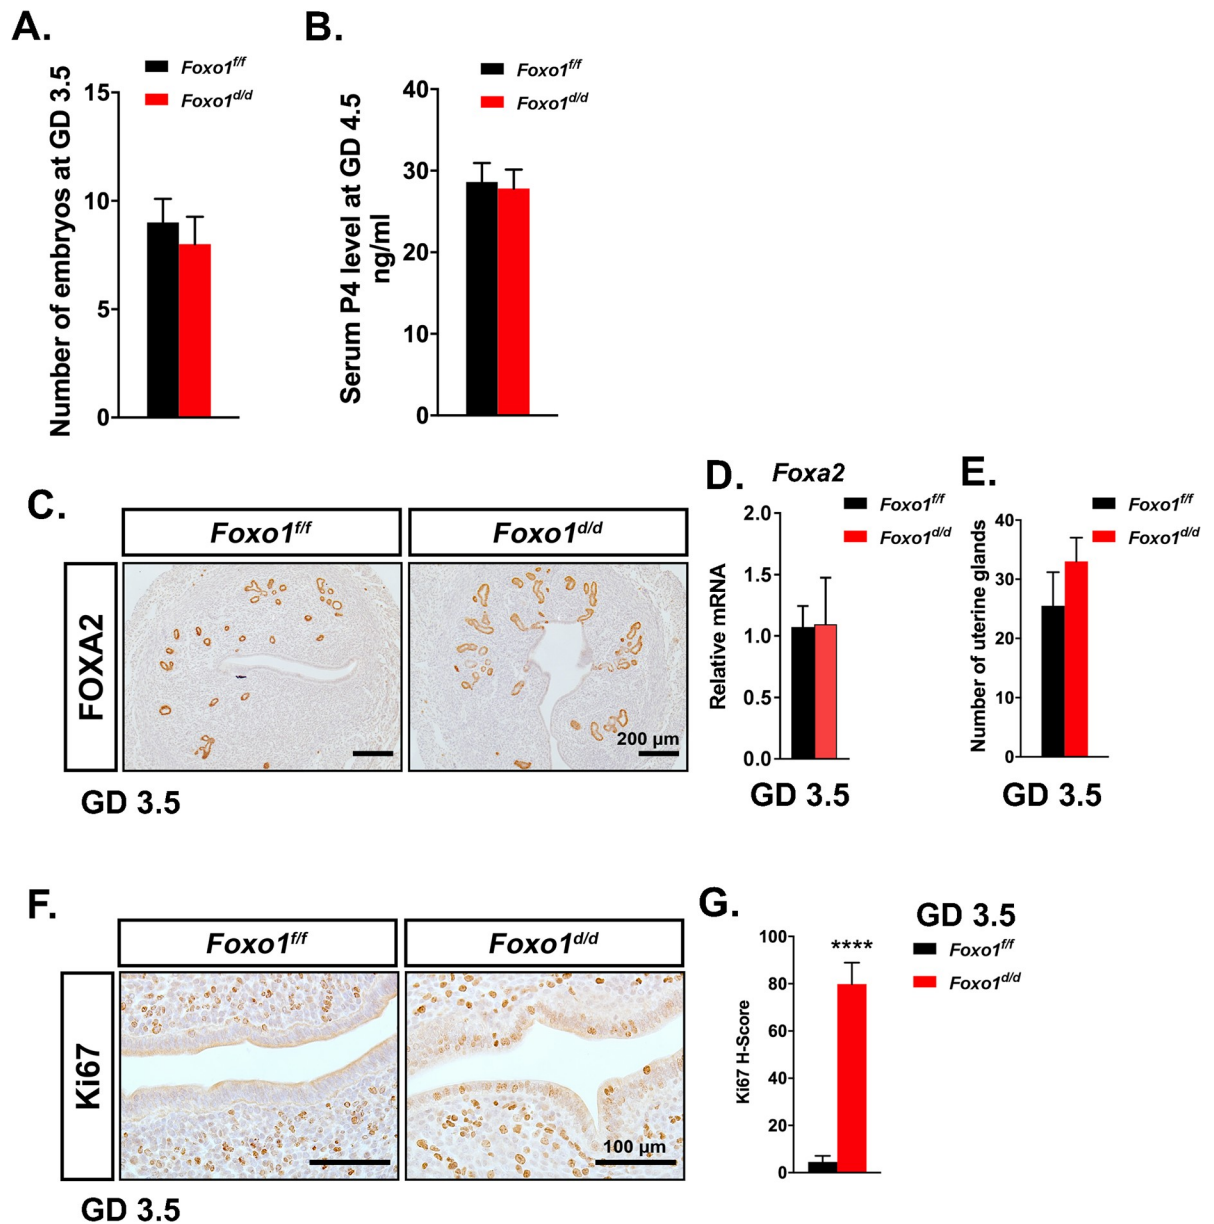 A.
Number of embryos at GD 3.5
Foxo1f/f
Foxo1d/d
15
10
5
0
B.
Serum P4 level at GD 4.5
ng/ml
Foxo1f/f
Foxo1d/d
40
30
20
10
0
C.
Foxo1f/f
Foxo1d/d
FOXA2
200 µm
GD 3.5
D.
Foxa2
Foxo1f/f
Foxo1d/d
Relative mRNA
2.0
1.5
1.0
0.5
0.0
GD 3.5
E.
Foxo1f/f
Foxo1d/d
Number of uterine glands
40
30
20
10
0
GD 3.5
F.
Foxo1f/f
Foxo1d/d
Ki67
100 µm
GD 3.5
G.
GD 3.5
Foxo1f/f
Foxo1d/d
Ki67 H-Score
100
80
60
40
20
0
****